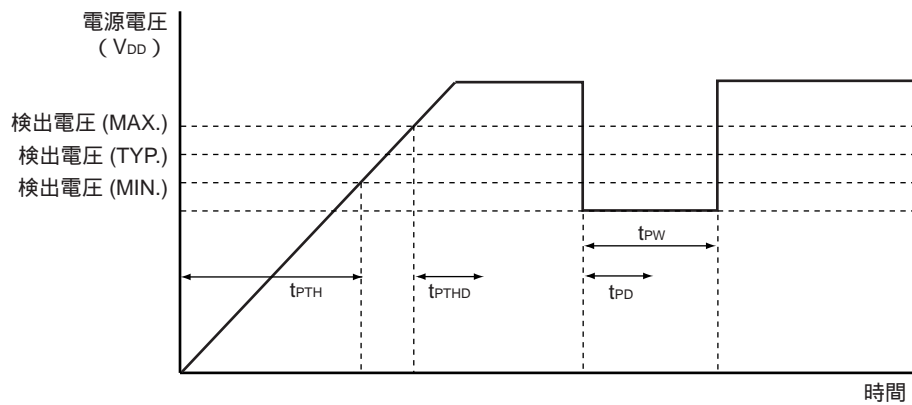 電源電圧
（VDD）
検出電圧 (MAX.)
検出電圧 (TYP.)
検出電圧 (MIN.)
tPW
tPTH
tPTHD
tPD
時間